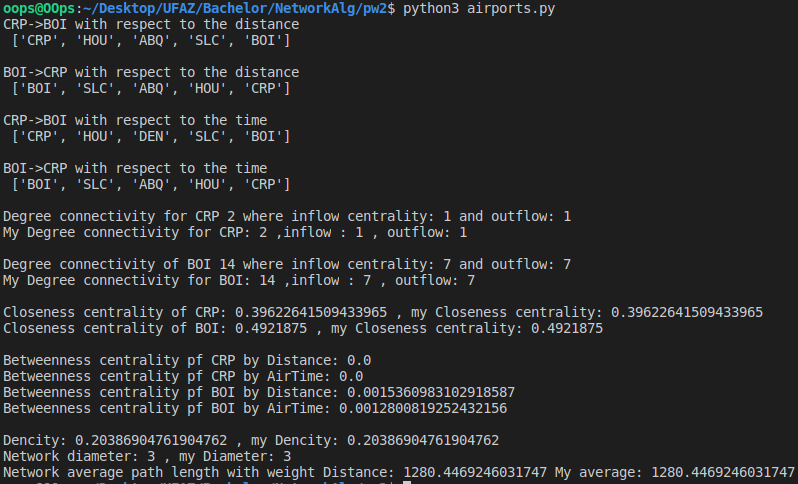 oops@OOps:~/Desktop/UFAZ/Bachelor/NetworkAlg/pw2$ python3 airports.py
CRP->BOI with respect to the distance
['CRP', 'HOU', 'ABQ', 'SLC', 'BOI']
BOI->CRP with respect to the distance
['BOI', 'SLC', 'ABQ', 'HOU', 'CRP']
CRP->BOI with respect to the time
['CRP', 'HOU', 'DEN', 'SLC', 'BOI']
BOI->CRP with respect to the time
['BOI', 'SLC', 'ABQ', 'HOU', 'CRP']
Degree connectivity for CRP 2 where inflow centrality: 1 and outflow: 1
My Degree connectivity for CRP: 2 ,inflow : 1 , outflow: 1
Degree connectivity of BOI 14 where inflow centrality: 7 and outflow: 7
My Degree connectivity for BOI: 14 ,inflow : 7 , outflow: 7
Closeness centrality of CRP: 0.39622641509433965 , my Closeness centrality: 0.39622641509433965
Closeness centrality of BOI: 0.4921875 , my Closeness centrality: 0.4921875
Betweenness centrality pf CRP by Distance: 0.0
Betweenness centrality pf CRP by AirTime: 0.0
Betweenness centrality pf BOI by Distance: 0.0015360983102918587
Betweenness centrality pf BOI by AirTime: 0.0012800819252432156
Dencity: 0.20386904761904762 , my Dencity: 0.20386904761904762
Network diameter: 3 , my Diameter: 3
Network average path length with weight Distance: 1280.4469246031747 My average: 1280.4469246031747